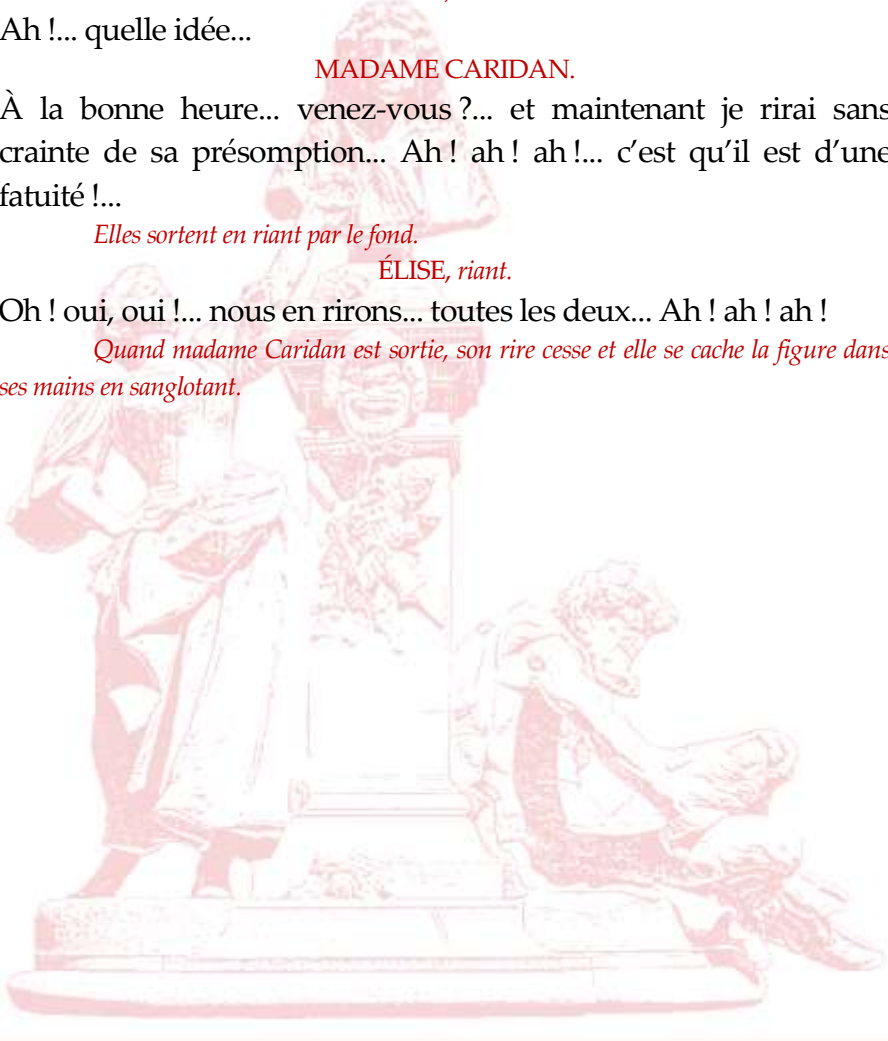 Ah !... quelle idée...
MADAME CARIDAN.
À la bonne heure... venez-vous ?... et maintenant je rirai sans
crainte de sa présomption... Ah ! ah ! ah !... c’est qu’il est d’une
fatuité !...
Elles sortent en riant par le fond.
ÉLISE, riant.
Oh ! oui, oui !... nous en rirons... toutes les deux... Ah ! ah ! ah !
Quand madame Caridan est sortie, son rire cesse et elle se cache la figure dans
ses mains en sanglotant.